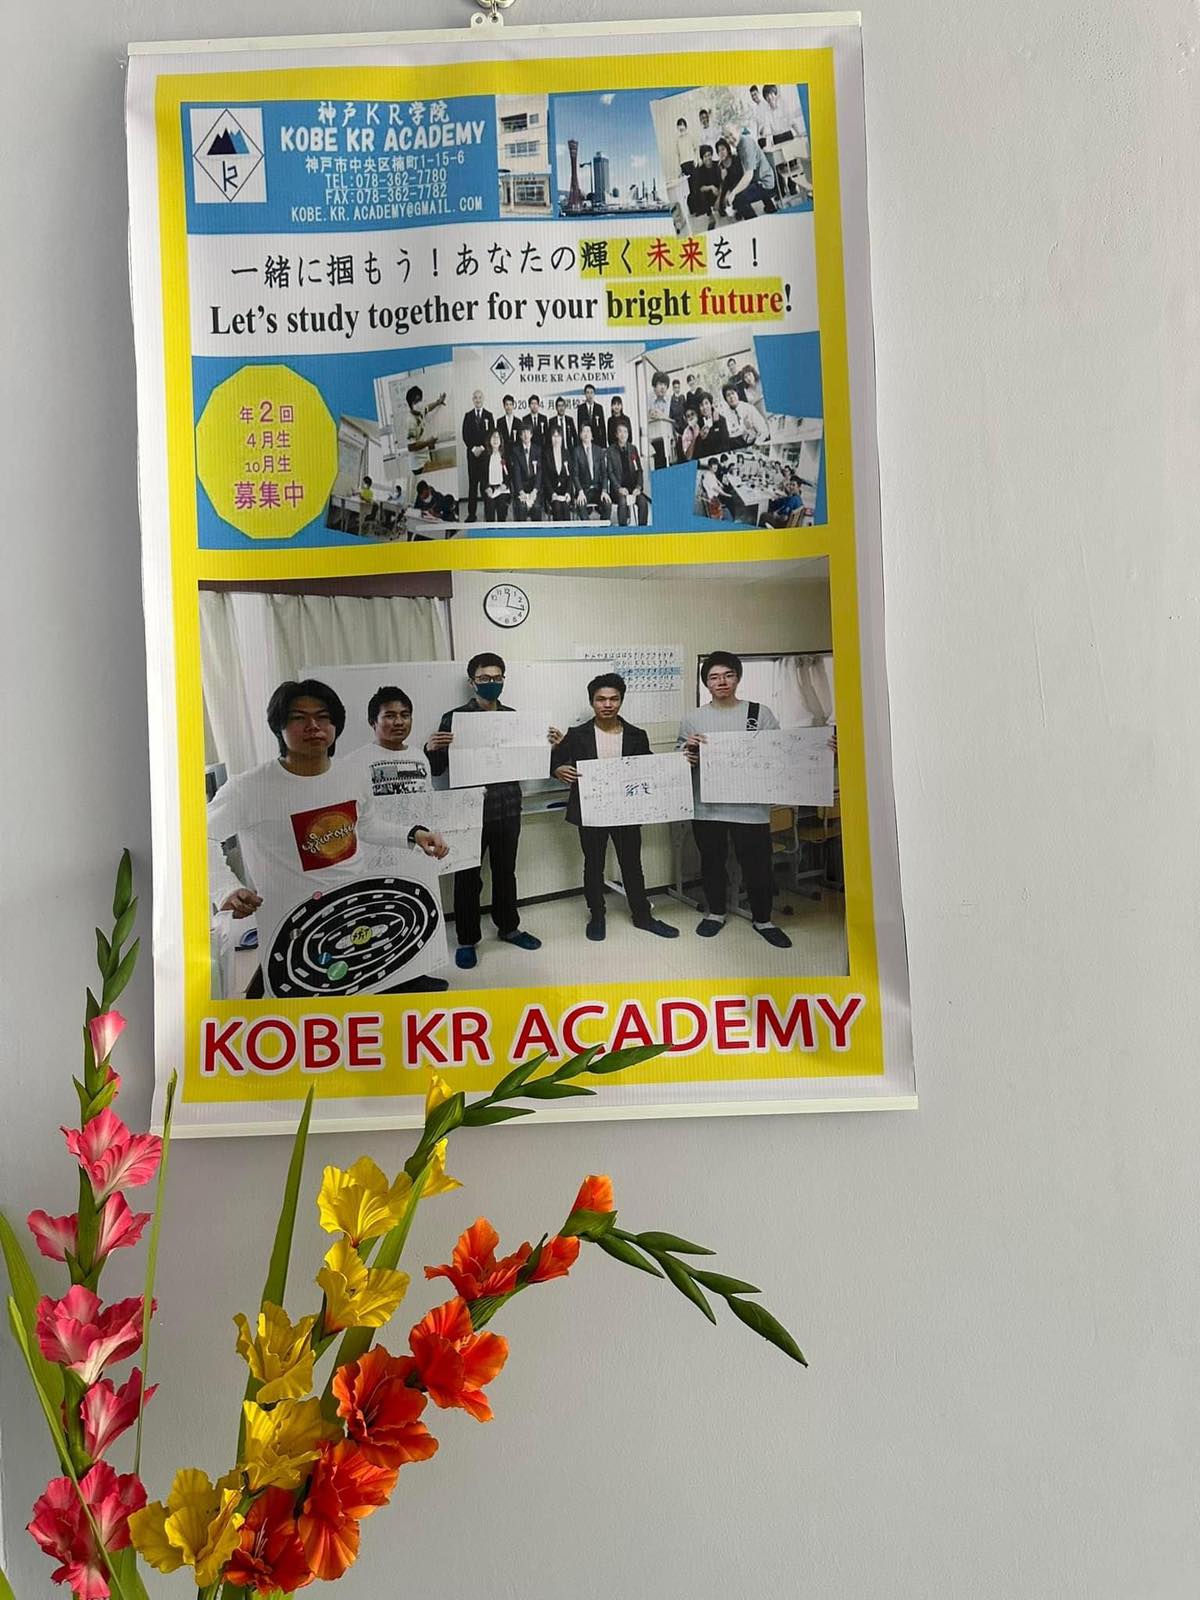 神戸KR学院
KOBE KR ACADEMY
神戸市中央区楠町1-15-6
TEL:078-362-7780
FAX:078-362-7782
KOBE.KR.ACADEMY@GMAIL.COM
一緒に掴もう！あなたの輝く未来を！
Let's study together for your bright future!
神戸KR学院
KOBE KR ACADEMY
年2回
4月生
10月生
募集中
KOBE KR ACADEMY